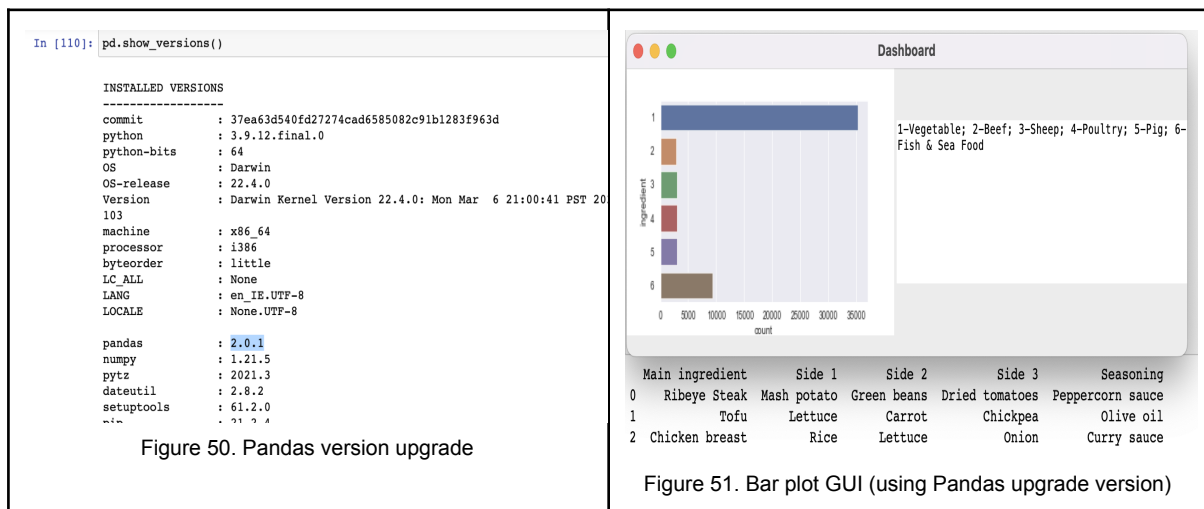 In [110]: pd.show_versions()
INSTALLED VERSIONS
------------------
commit : 37ea63d540fd27274cad6585082c91b1283f963d
python : 3.9.12.final.0
python-bits : 64
OS : Darwin
OS-release : 22.4.0
Version : Darwin Kernel Version 22.4.0: Mon Mar 6 21:00:41 PST 20
103
machine : x86_64
processor : i386
byteorder : little
LC_ALL : None
LANG : en_IE.UTF-8
LOCALE : None.UTF-8
pandas : 2.0.1
numpy : 1.21.5
pytz : 2021.3
dateutil : 2.8.2
setuptools : 61.2.0
Figure 50. Pandas version upgrade
Dashboard
1
2
3
4
5
6
ingredient
0 5000 10000 15000 20000 25000 30000 35000
count
1-Vegetable; 2-Beef; 3-Sheep; 4-Poultry; 5-Pig; 6-
Fish & Sea Food
Main ingredient Side 1 Side 2 Side 3 Seasoning
0 Ribeye Steak Mash potato Green beans Dried tomatoes Peppercorn sauce
1 Tofu Lettuce Carrot Chickpea Olive oil
2 Chicken breast Rice Lettuce Onion Curry sauce
Figure 51. Bar plot GUI (using Pandas upgrade version)